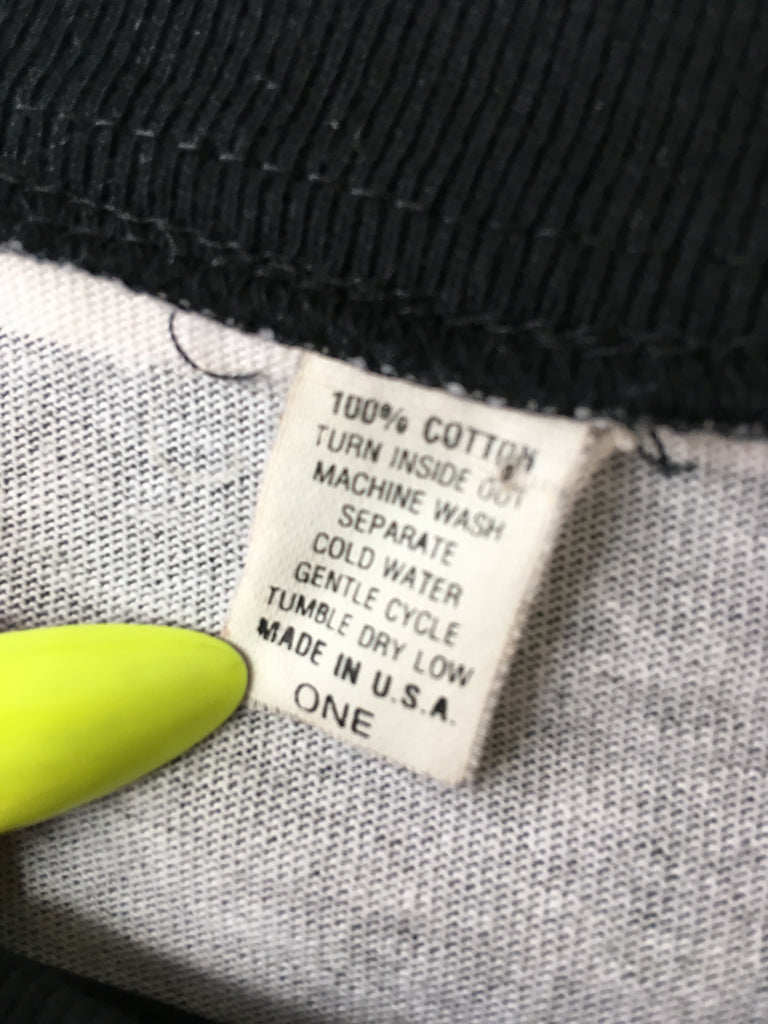 100% COTTON
TURN INSIDE OUT
MACHINE WASH
SEPARATE
COLD WATER
GENTLE CYCLE
TUMBLE DRY LOW
MADE IN U.S.A.
ONE